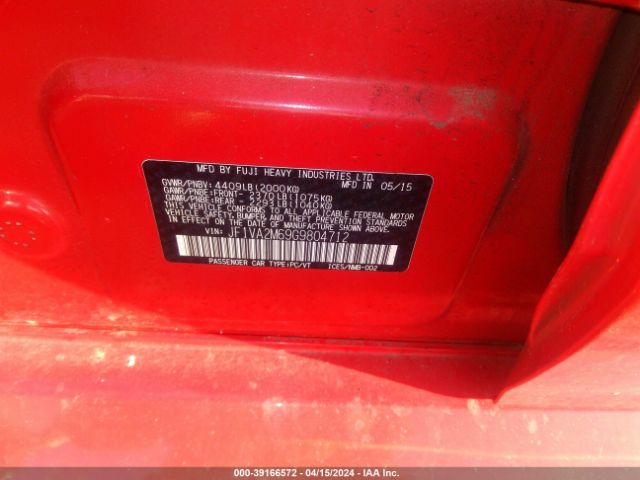 MFD BY FUJI HEAVY INDUSTRIES LTD.
GVWR/PNBV: 4409LB(2000KG) MFD IN 05/15
GAWR/PNBE:FRONT- 2370LB(1075KG)
GAWR/PNBE:REAR - 2293LB(1040KG)
THIS VEHICLE CONFORMS TO ALL APPLICABLE FEDERAL MOTOR
VEHICLE SAFETY, BUMPER, AND THEFT PREVENTION STANDARDS
IN EFFECT ON THE DATE OF MANUFACTURE SHOWN ABOVE.
VIN: JF1VA2M69G9804712
PASSENGER CAR TYPE:PC/VT ICES/NMB-002
000-39166572 - 04/15/2024 - IAA Inc.